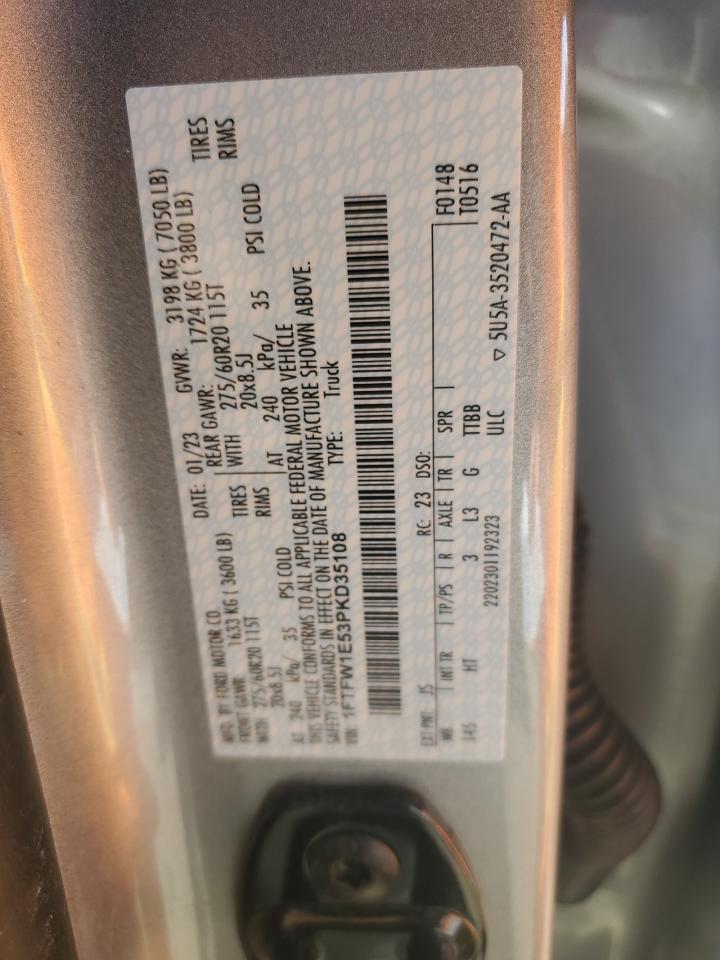 MFD. BY FORD MOTOR CO.
DATE: 01/23 GVWR: 3198 KG ( 7050 LB)
FRONT GAWR: 1633 KG ( 3600 LB) REAR GAWR: 1724 KG ( 3800 LB)
WITH 275/60R20 115T TIRES WITH 275/60R20 115T TIRES
20x8.5J RIMS 20x8.5J RIMS
AT 240 kPa/ 35 PSI COLD AT 240 kPa/ 35 PSI COLD
THIS VEHICLE CONFORMS TO ALL APPLICABLE FEDERAL MOTOR VEHICLE
SAFETY STANDARDS IN EFFECT ON THE DATE OF MANUFACTURE SHOWN ABOVE.
VIN: 1FTFW1E53PKD35108 TYPE: Truck
EXT PNT: JS RC: 23 DSO: F0148
WB INT TR TP/PS R AXLE TR SPR T0516
145 HT 3 L3 G TTBB
2202301192323 ULC ▽ 5U5A-3520472-AA